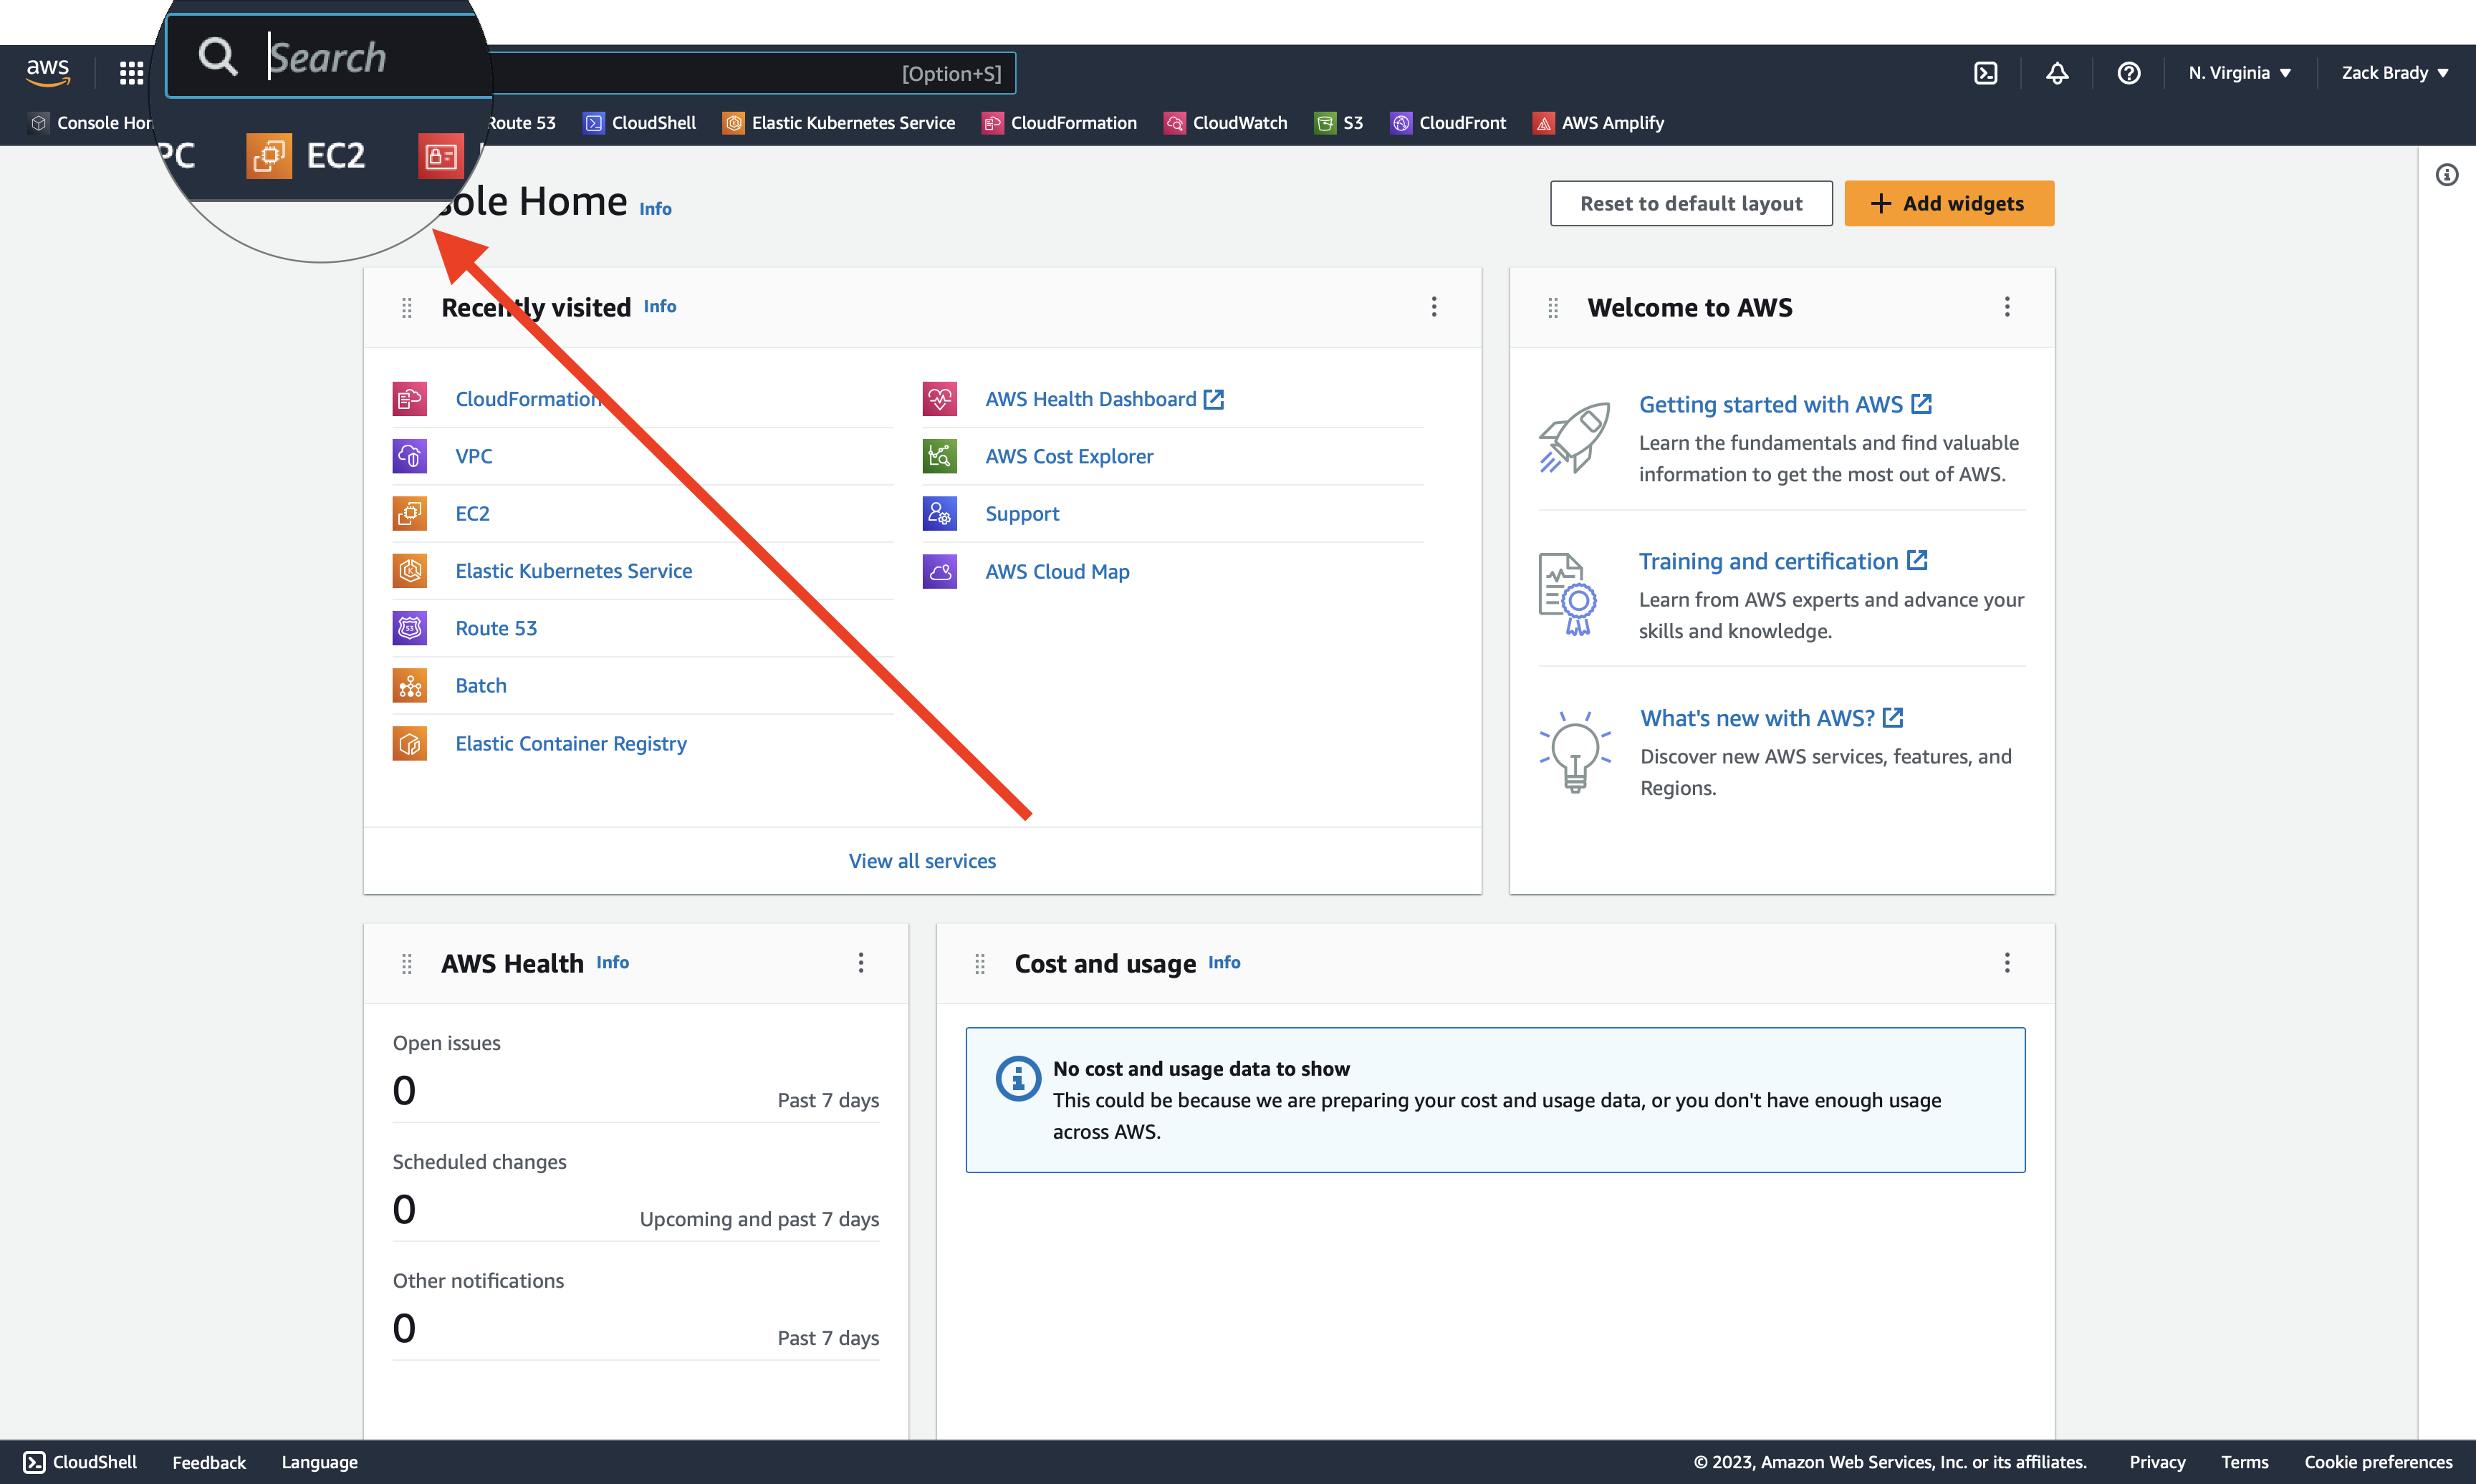 Search
aws
[Option+S]
N. Virginia
Zack Brady
Console
Route 53
CloudShell
Elastic Kubernetes Service
CloudFormation
CloudWatch
S3
CloudFront
AWS Amplify
PC
EC2
ole Home Info
Reset to default layout
+ Add widgets
Recently visited Info
CloudFormation
VPC
EC2
Elastic Kubernetes Service
Route 53
Batch
Elastic Container Registry
AWS Health Dashboard
AWS Cost Explorer
Support
AWS Cloud Map
View all services
Welcome to AWS
Getting started with AWS
Learn the fundamentals and find valuable
information to get the most out of AWS.
Training and certification
Learn from AWS experts and advance your
skills and knowledge.
What's new with AWS?
Discover new AWS services, features, and
Regions.
AWS Health Info
Open issues
0
Past 7 days
Scheduled changes
0
Upcoming and past 7 days
Other notifications
0
Past 7 days
Cost and usage Info
No cost and usage data to show
This could be because we are preparing your cost and usage data, or you don't have enough usage
across AWS.
CloudShell
Feedback
Language
© 2023, Amazon Web Services, Inc. or its affiliates.
Privacy
Terms
Cookie preferences